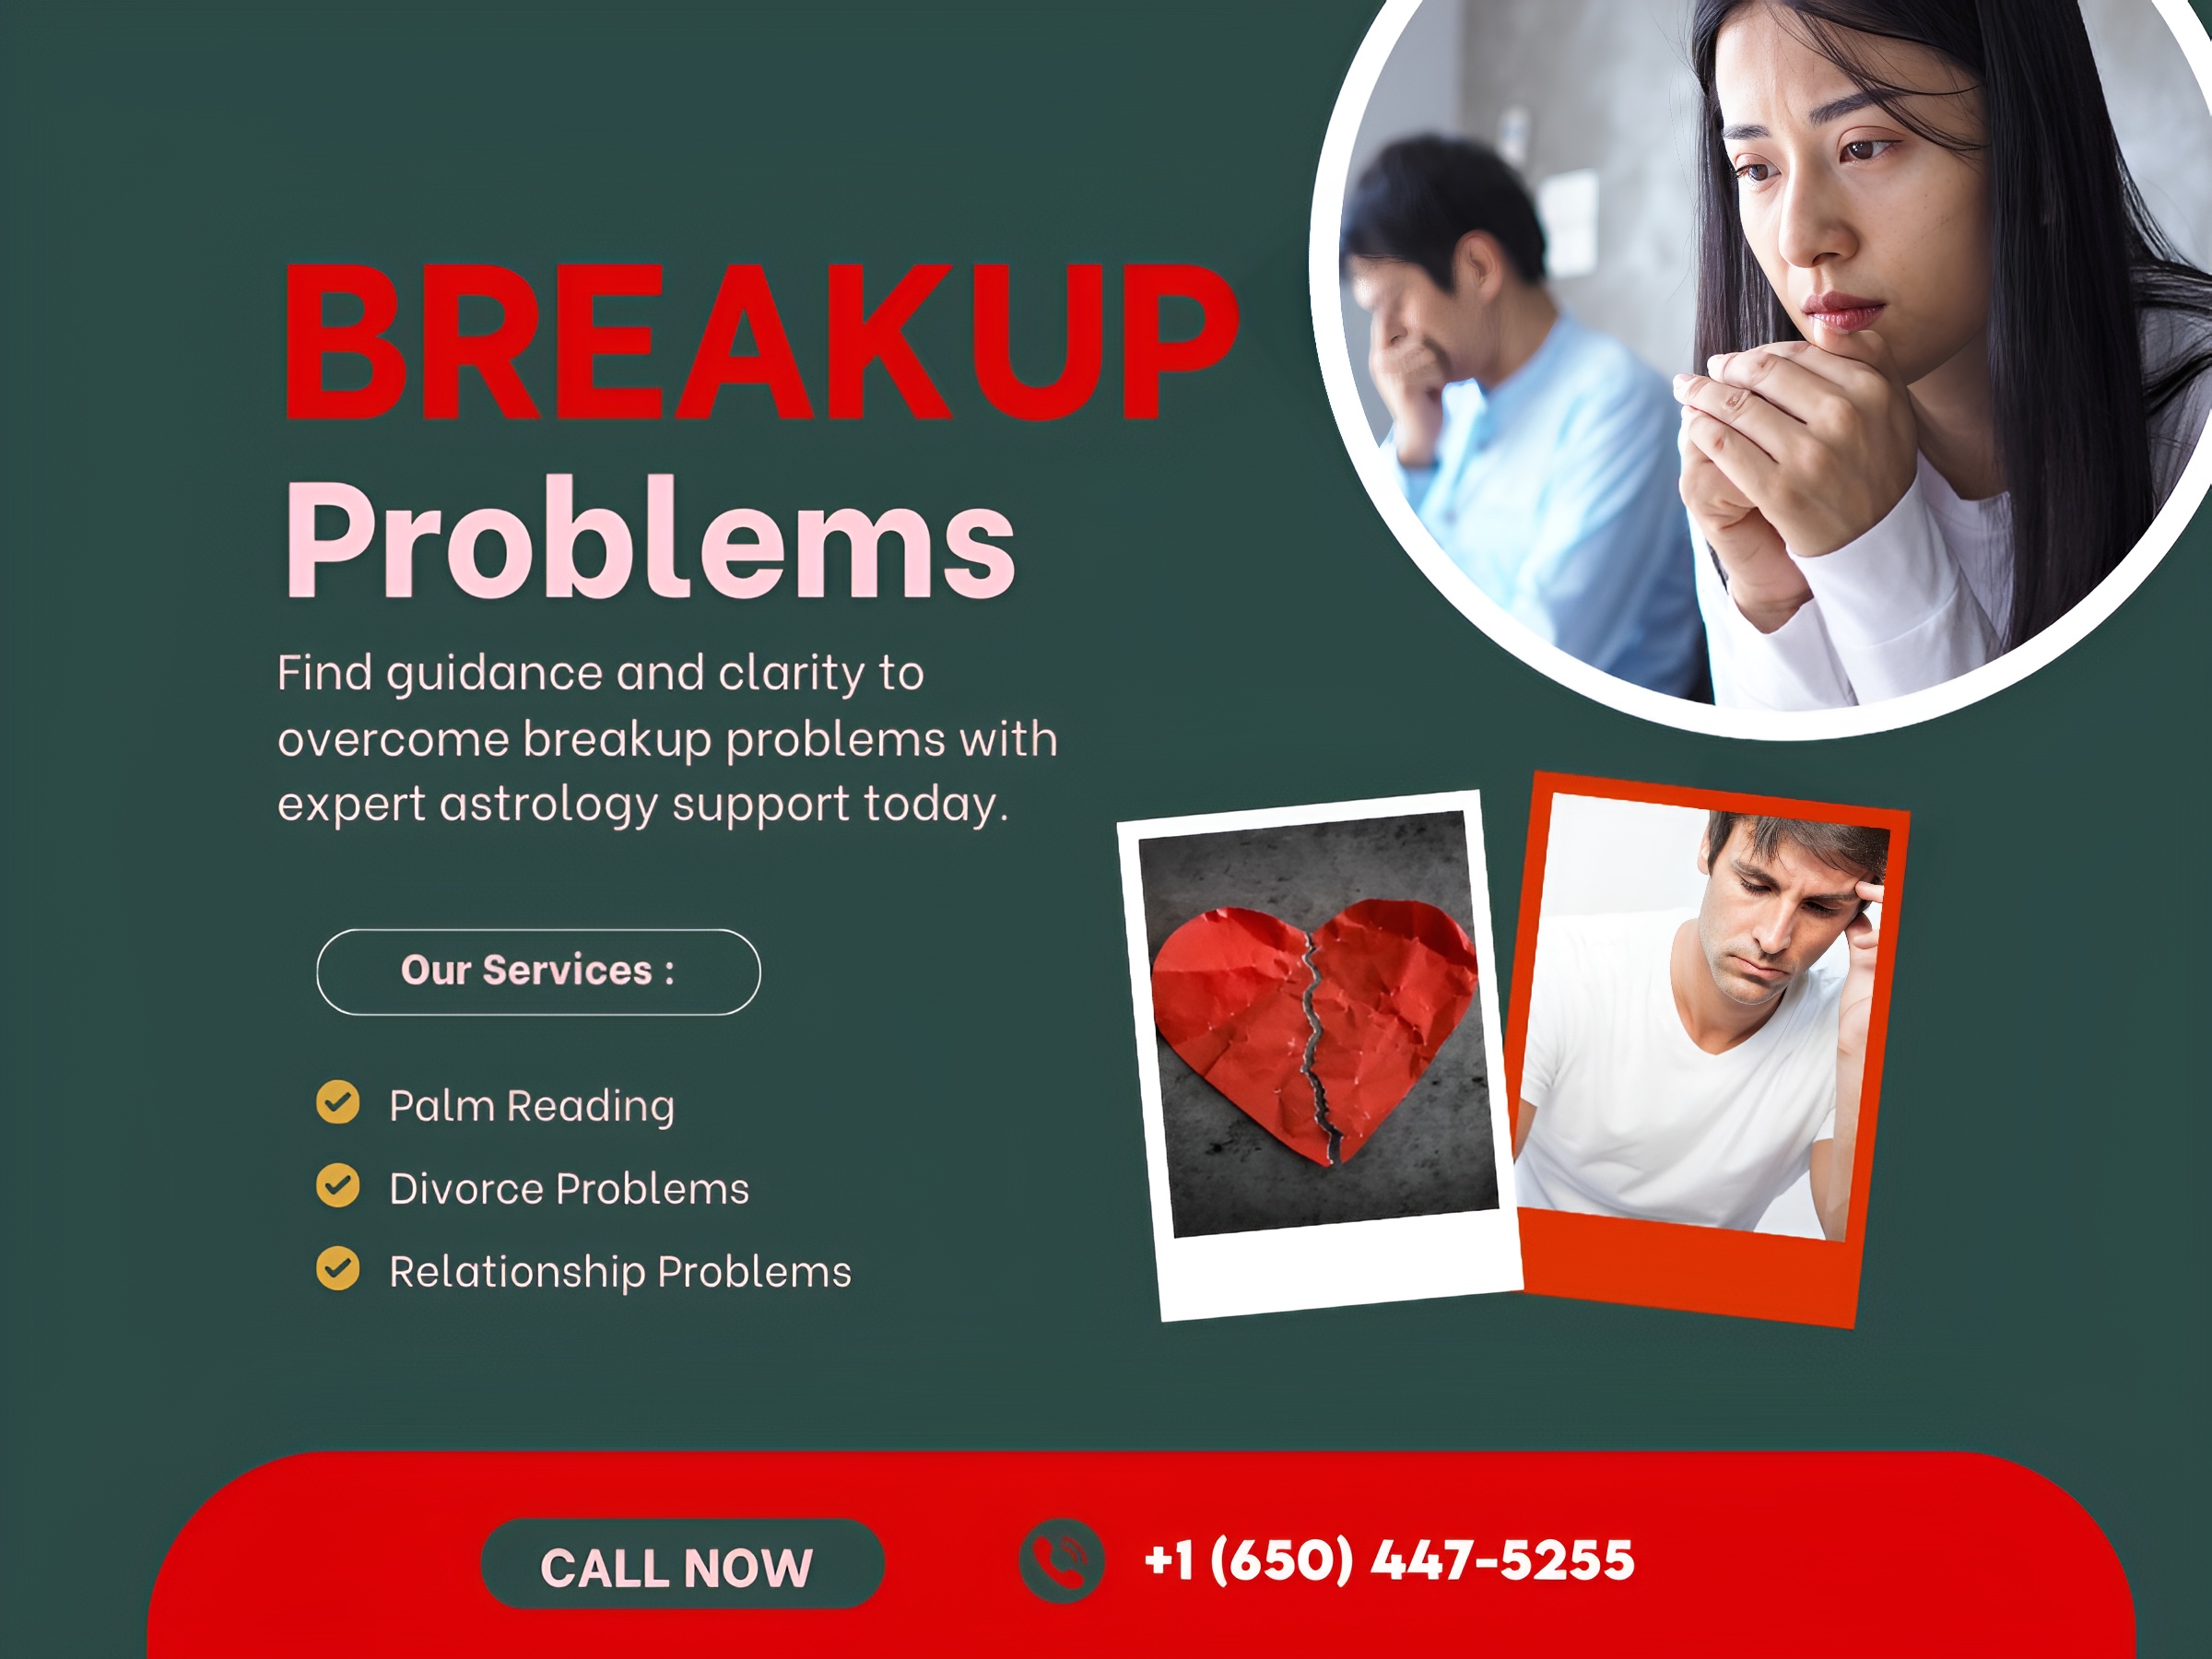 BREAKUP
Problems
Find guidance and clarity to
overcome breakup problems with
expert astrology support today.
Our Services :
Palm Reading
Divorce Problems
Relationship Problems
CALL NOW
+1 (650) 447-5255